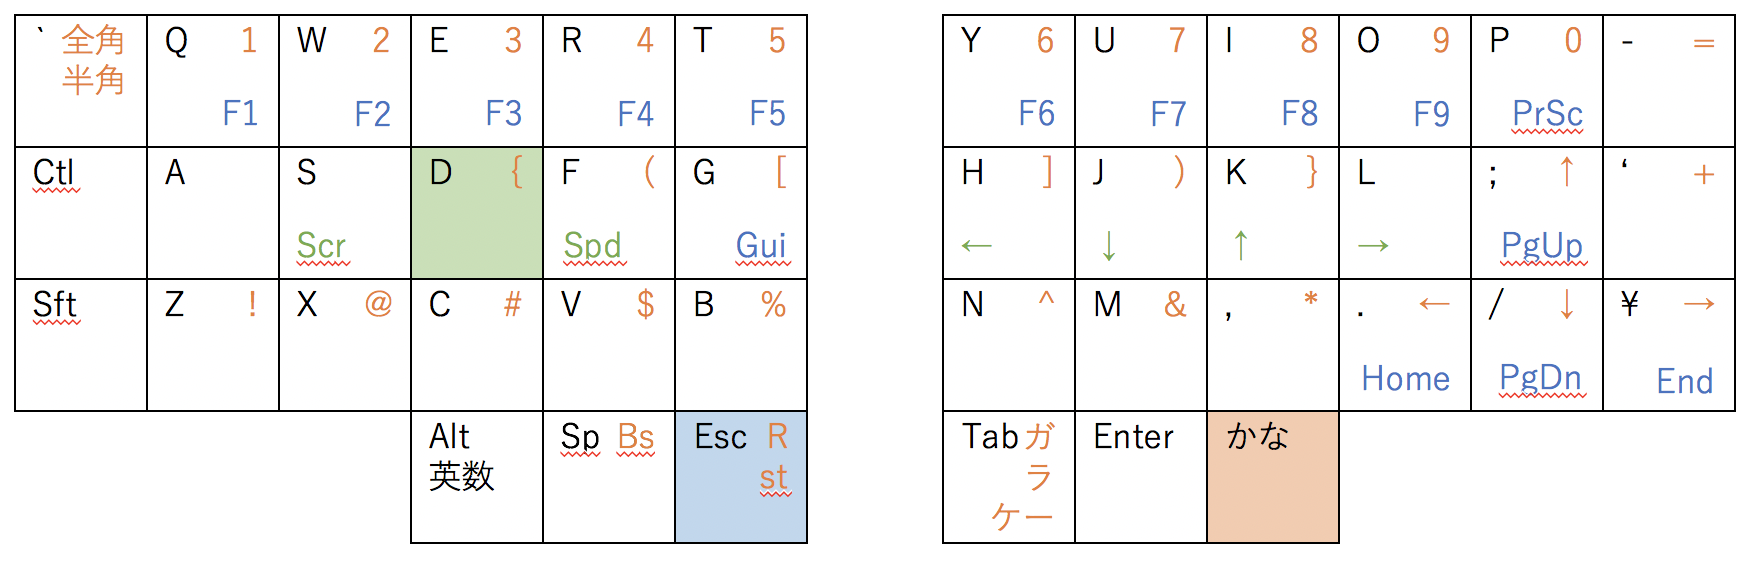 ` 全角 Q 1 W 2 E 3 R 4 T 5 Y 6 U 7 I 8 O 9 P 0 - =
半角
F1 F2 F3 F4 F5 F6 F7 F8 F9 PrSc
Ctl A S D { F ( G [ H ] J ) K } L ; ↑ ‘ +
Scr Spd Gui ← ↓ ↑ → PgUp
Sft Z ! X @ C # V $ B % N ^ M & , * . ← / ↓ ¥ →
Home PgDn End
Alt Sp Bs Esc R Tab ガ Enter かな
英数 st ラ
ケー